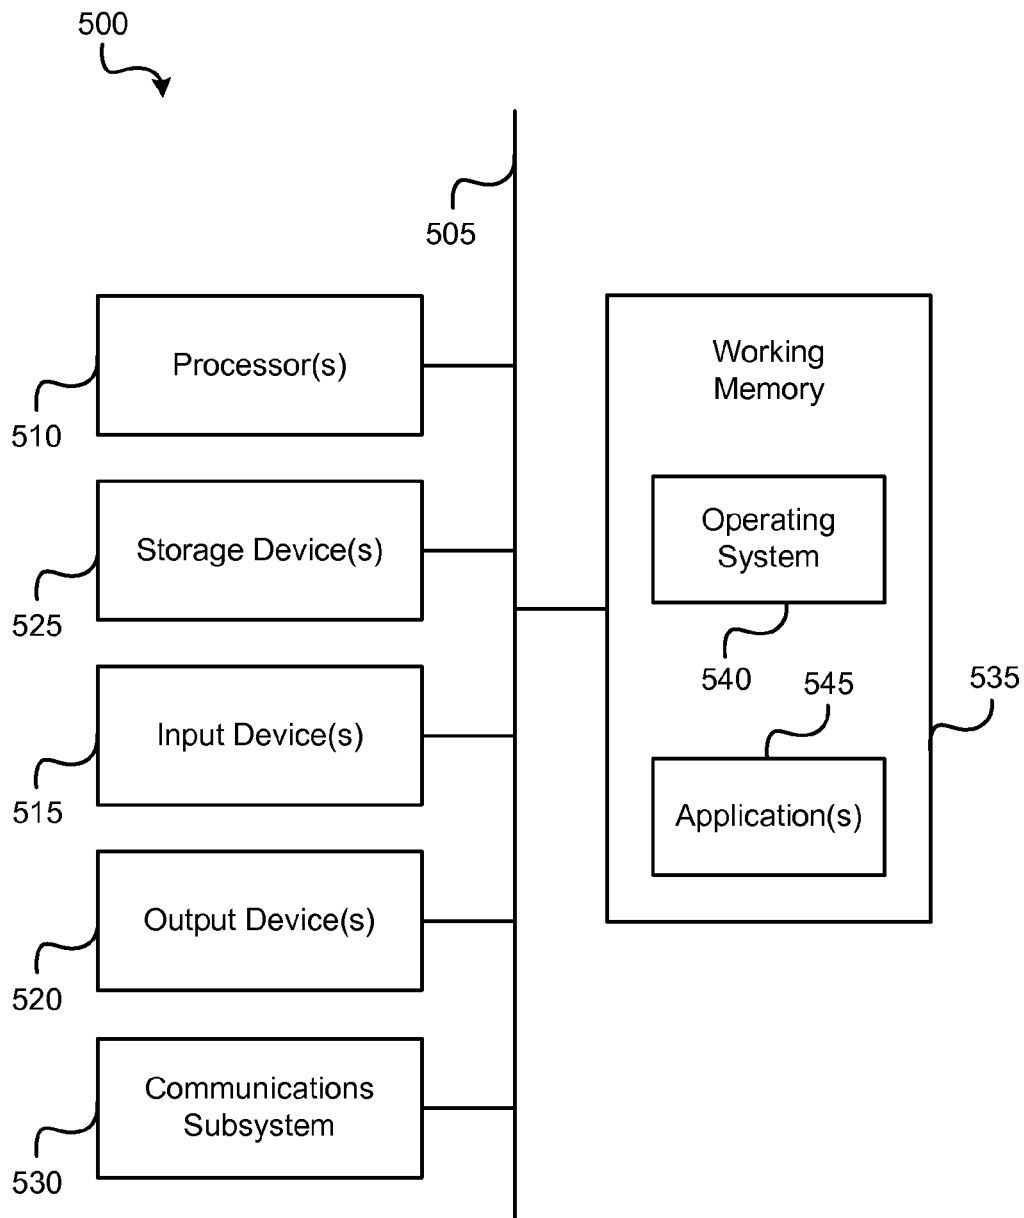 500
505
Processor(s)
510
Storage Device(s)
525
Input Device(s)
515
Output Device(s)
520
Communications
Subsystem
530
Working
Memory
Operating
System
540
545
535
Application(s)